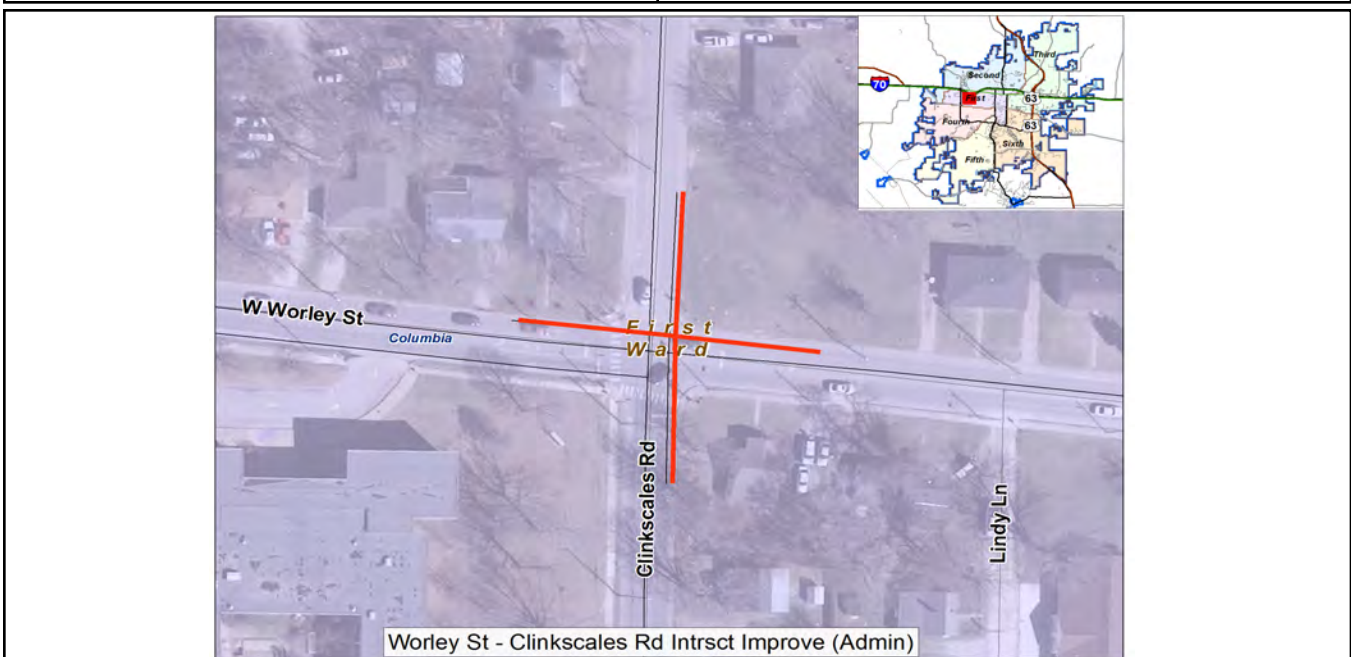 Third
Second
70
First
63
Fourth
63
Sixth
Fifth
W Worley St
First
Ward
Columbia
Clinkscales Rd
Lindy Ln
Worley St - Clinkscales Rd Intrsct Improve (Admin)